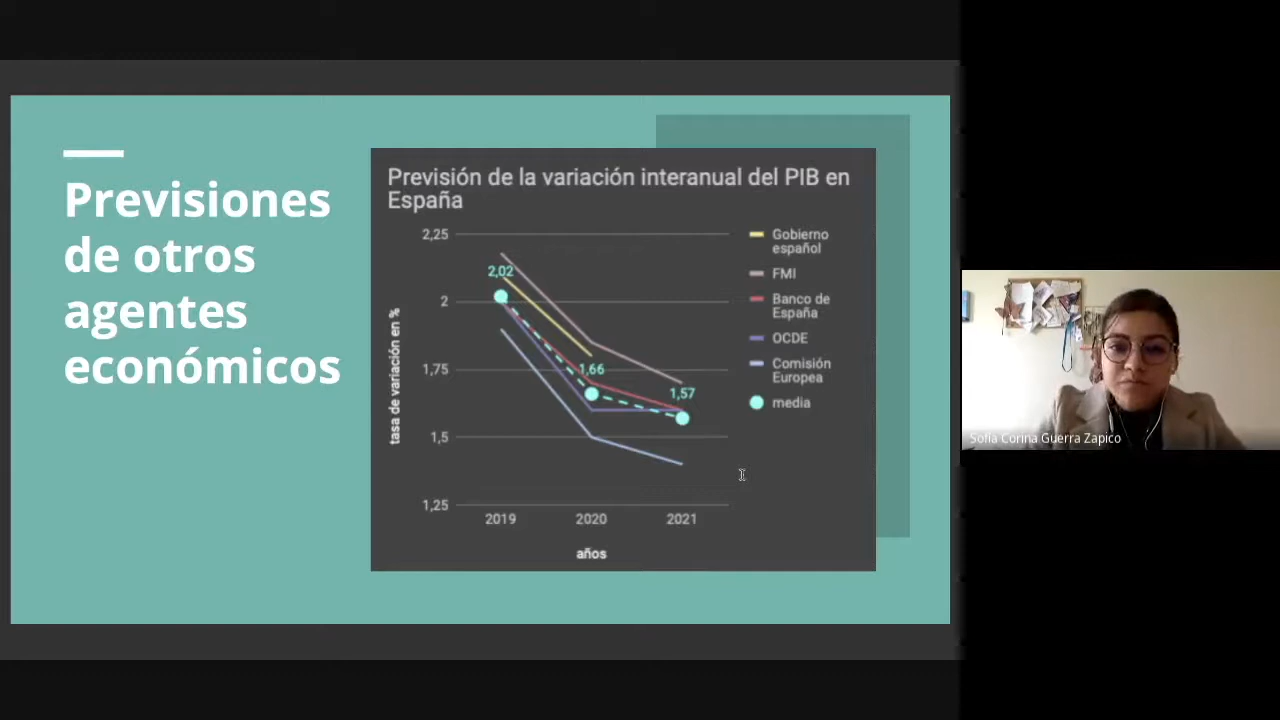 Previsiones
de otros
agentes
económicos
Previsión de la variación interanual del PIB en
España
tasa de variación en %
2,25
2
1,75
1,5
1,25
2,02
1,66
1,57
2019
2020
2021
años
Gobierno
español
FMI
Banco de
España
OCDE
Comisión
Europea
media
Sofía Corina Guerra Zapico